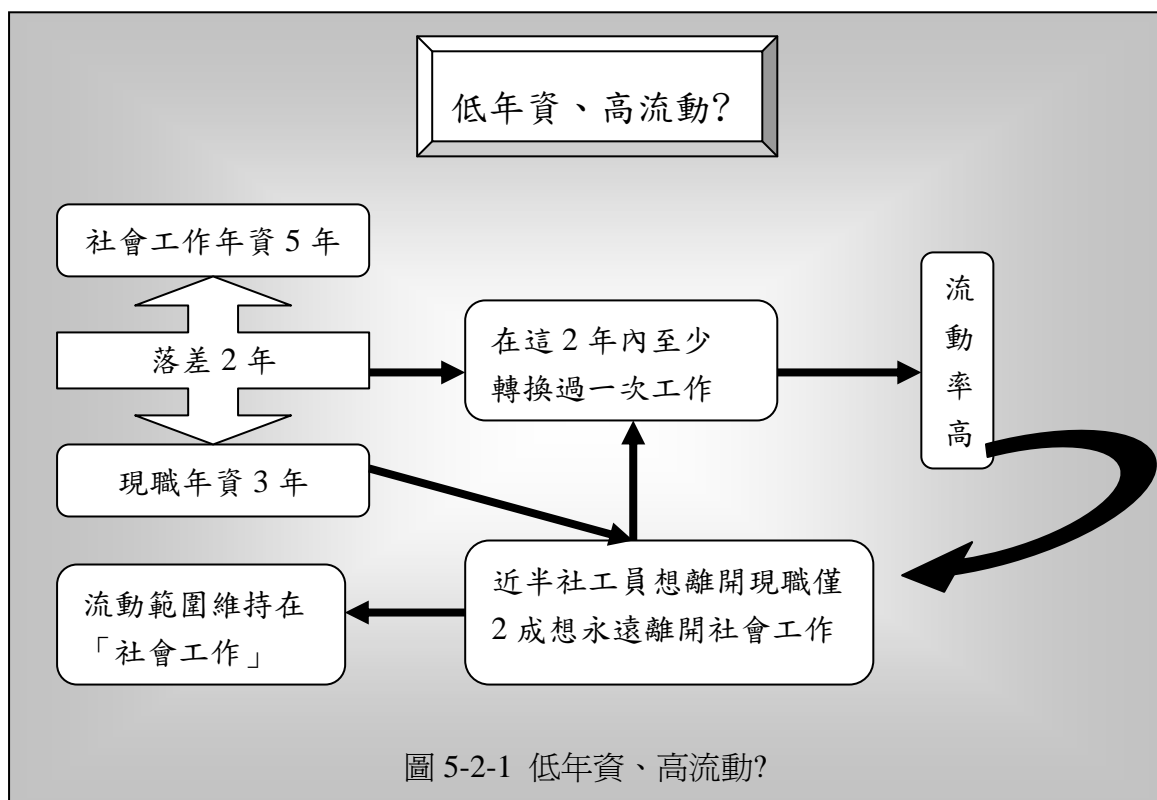 低年資、高流動?
社會工作年資 5 年
落差 2 年
現職年資 3 年
在這 2 年內至少
轉換過一次工作
流動率高
近半社工員想離開現職僅
2 成想永遠離開社會工作
流動範圍維持在
「社會工作」
圖 5-2-1 低年資、高流動?